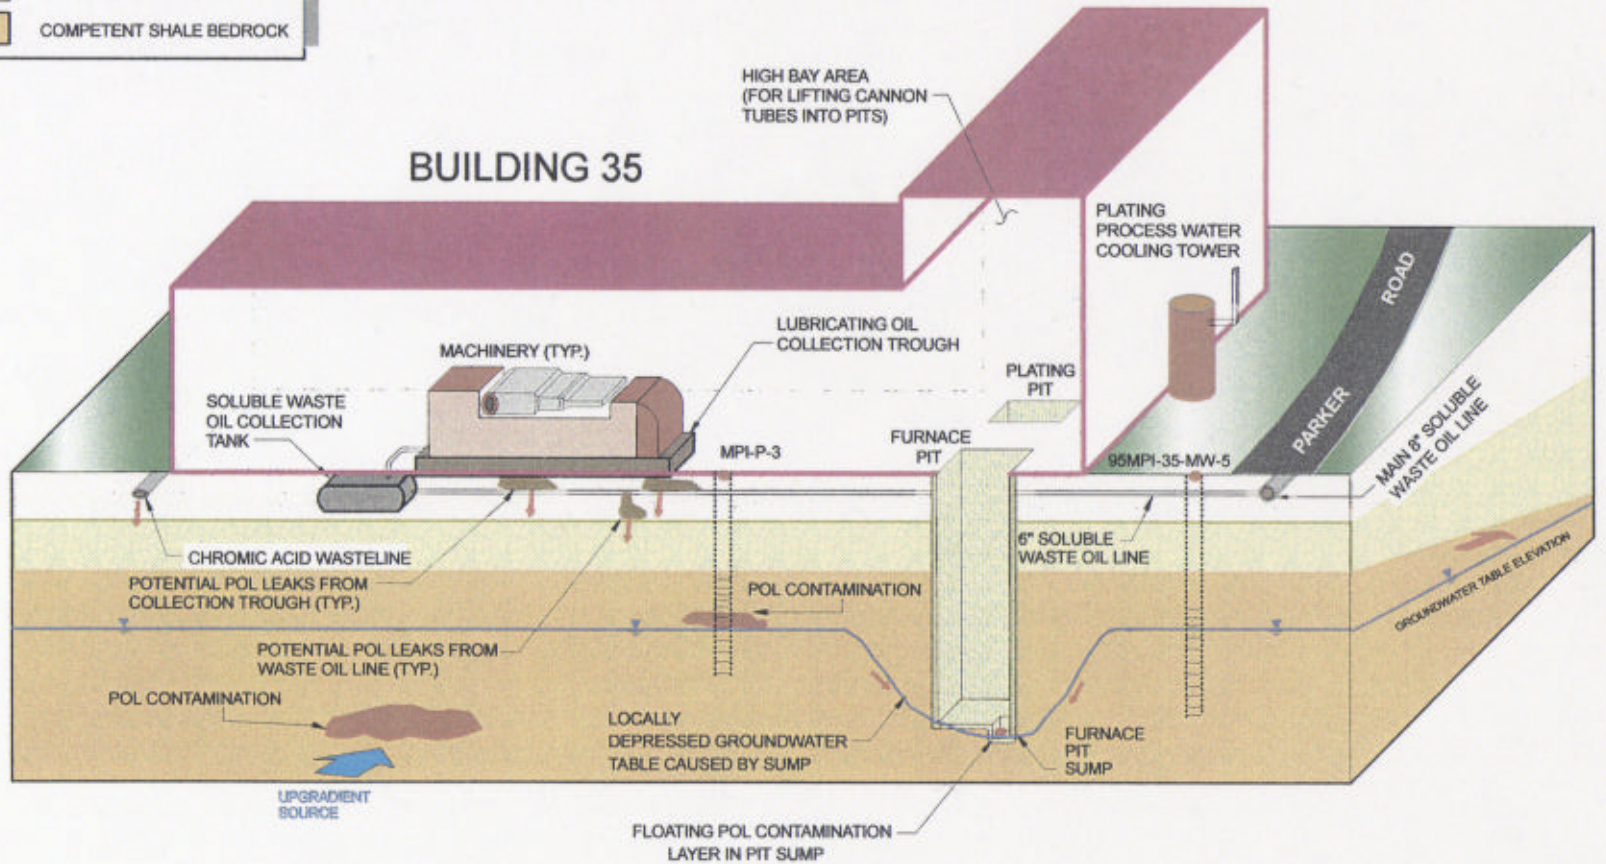 COMPETENT SHALE BEDROCK
HIGH BAY AREA
(FOR LIFTING CANNON
TUBES INTO PITS)
BUILDING 35
PLATING
PROCESS WATER
COOLING TOWER
ROAD
PARKER
LUBRICATING OIL
COLLECTION TROUGH
MACHINERY (TYP.)
PLATING
PIT
SOLUBLE WASTE
OIL COLLECTION
TANK
MPI-P-3
FURNACE
PIT
95MPI-35-MW-5
MAIN 8" SOLUBLE
WASTE OIL LINE
CHROMIC ACID WASTELINE
6" SOLUBLE
WASTE OIL LINE
POTENTIAL POL LEAKS FROM
COLLECTION TROUGH (TYP.)
POL CONTAMINATION
GROUNDWATER TABLE ELEVATION
POTENTIAL POL LEAKS FROM
WASTE OIL LINE (TYP.)
POL CONTAMINATION
LOCALLY
DEPRESSED GROUNDWATER
TABLE CAUSED BY SUMP
FURNACE
PIT
SUMP
UPGRADIENT
SOURCE
FLOATING POL CONTAMINATION
LAYER IN PIT SUMP